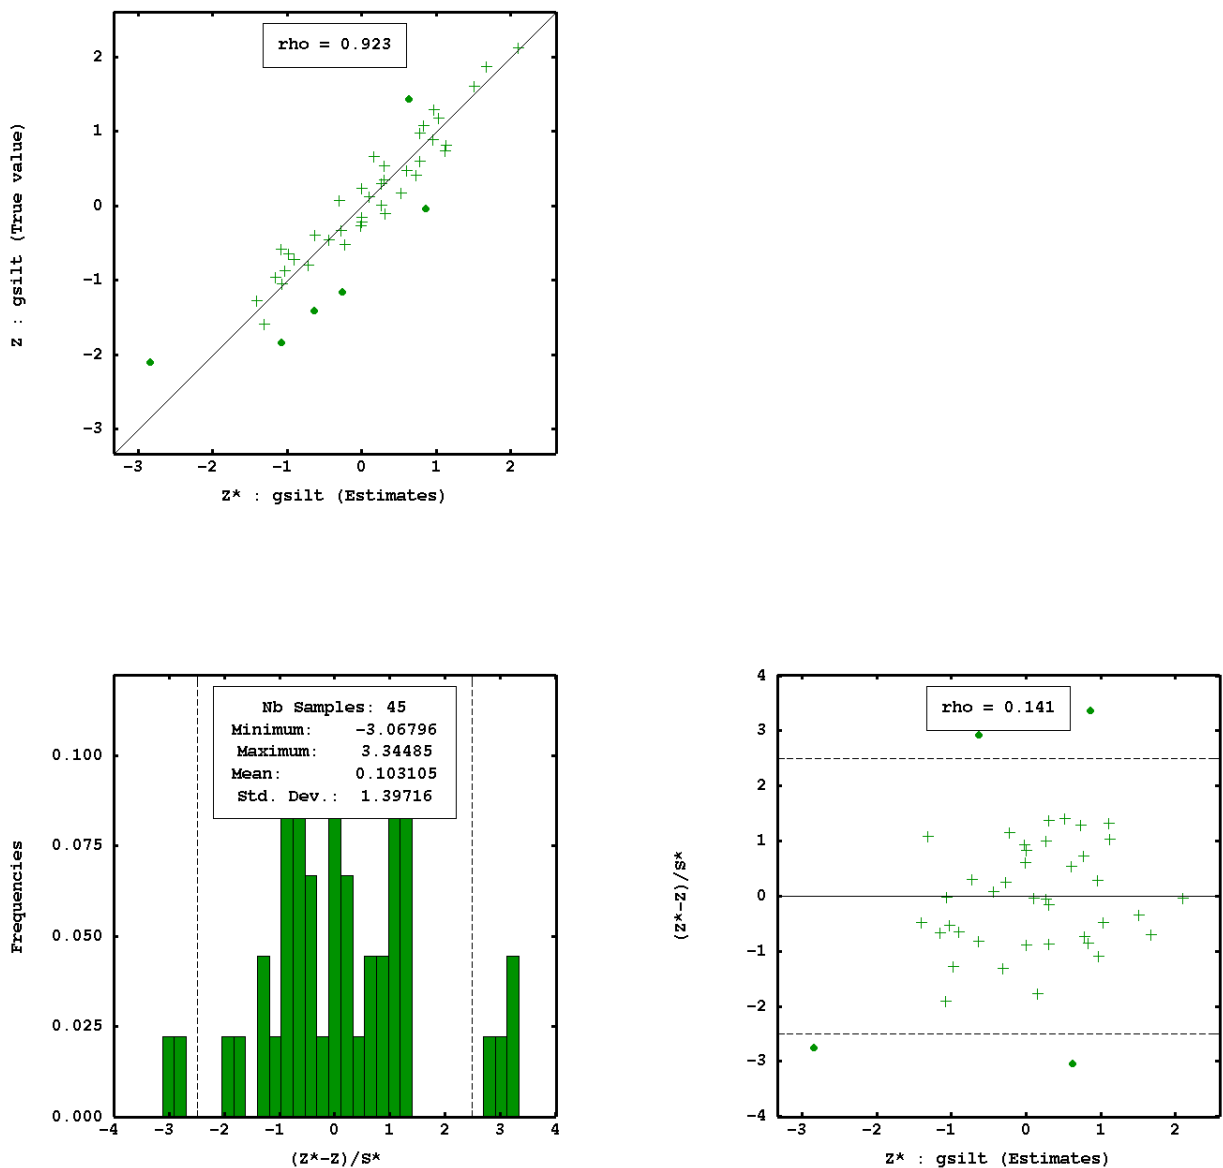 rho = 0.923
2
1
0
−1
−2
−3
Z : gsilt (True value)
−3 −2 −1 0 1 2
Z* : gsilt (Estimates)
Nb Samples: 45
Minimum: −3.06796
Maximum: 3.34485
Mean: 0.103105
Std. Dev.: 1.39716
0.100
0.075
0.050
0.025
0.000
Frequencies
−4 −3 −2 −1 0 1 2 3 4
(Z*−Z)/S*
rho = 0.141
4
3
2
1
0
−1
−2
−3
−4
(Z*−Z)/S*
−3 −2 −1 0 1 2
Z* : gsilt (Estimates)